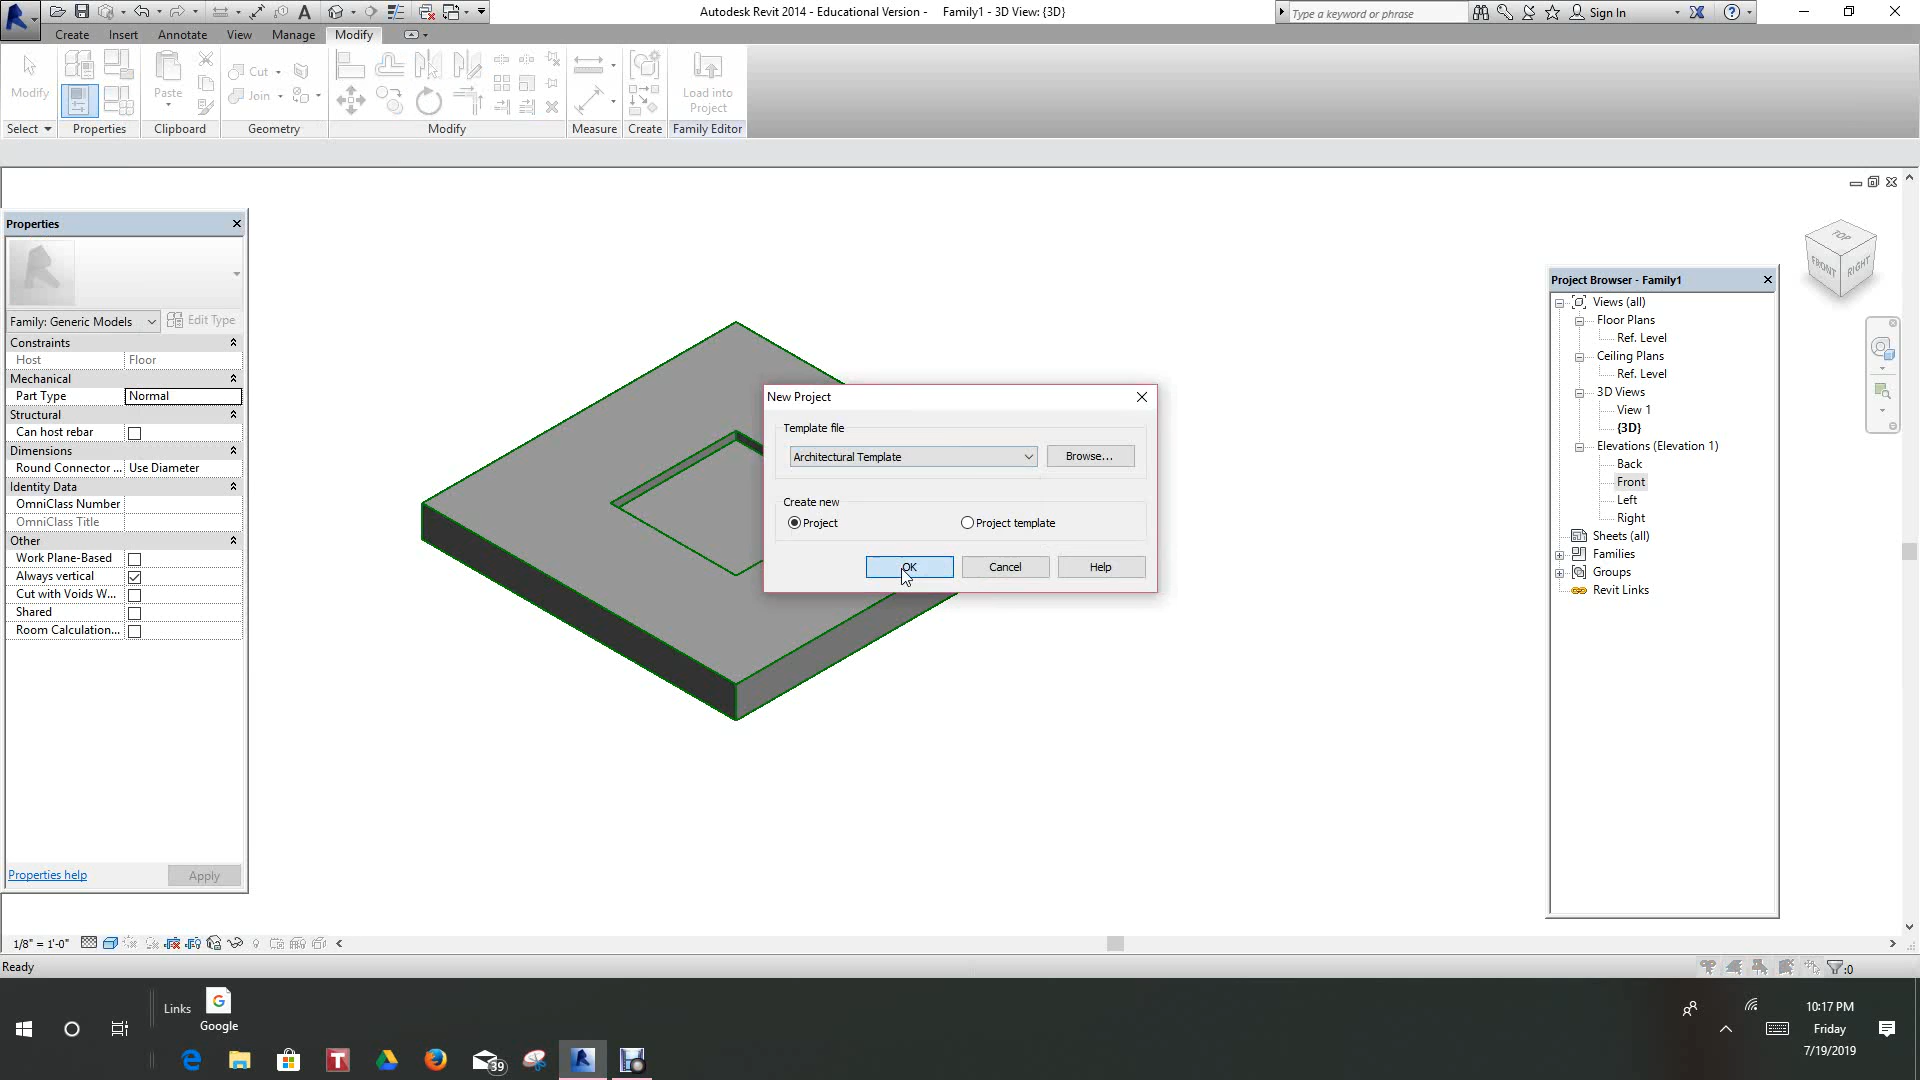 Autodesk Revit 2014 - Educational Version - Family1 - 3D View: {3D}
Type a keyword or phrase
Sign In
Create Insert Annotate View Manage Modify
Modify
Paste
Cut
Join
Load into
Project
Select Properties Clipboard Geometry Modify Measure Create Family Editor
Properties
Family: Generic Models
Edit Type
Constraints
Host Floor
Mechanical
Part Type Normal
Structural
Can host rebar
Dimensions
Round Connector ... Use Diameter
Identity Data
OmniClass Number
OmniClass Title
Other
Work Plane-Based
Always vertical
Cut with Voids W...
Shared
Room Calculation...
Properties help
Apply
New Project
Template file
Architectural Template
Browse...
Create new
Project
Project template
OK
Cancel
Help
TOP
FRONT
RIGHT
Project Browser - Family1
Views (all)
Floor Plans
Ref. Level
Ceiling Plans
Ref. Level
3D Views
View 1
{3D}
Elevations (Elevation 1)
Back
Front
Left
Right
Sheets (all)
Families
Groups
Revit Links
1/8" = 1'-0"
Ready
:0
Links
Google
39
10:17 PM
Friday
7/19/2019